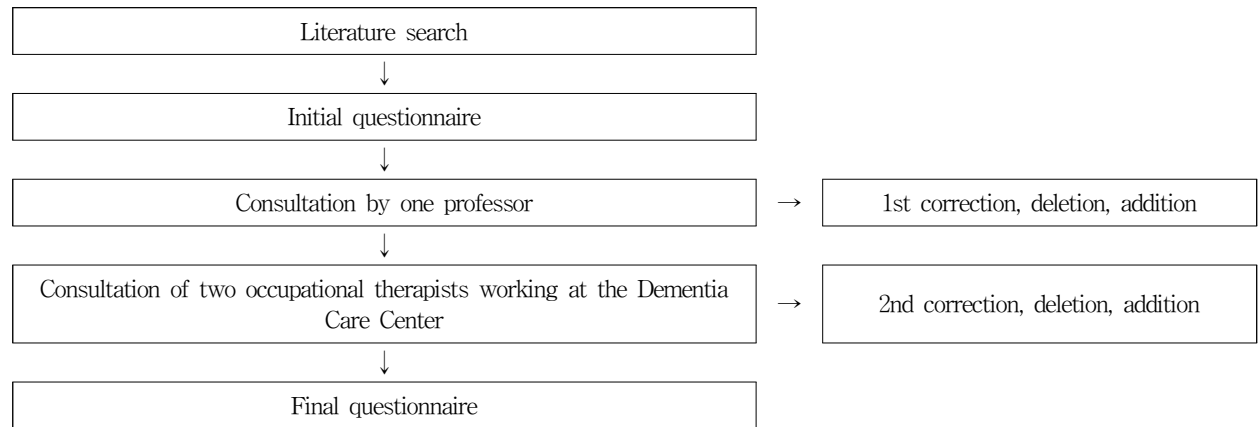 Literature search
↓
Initial questionnaire
↓
Consultation by one professor → 1st correction, deletion, addition
↓
Consultation of two occupational therapists working at the Dementia
Care Center → 2nd correction, deletion, addition
↓
Final questionnaire